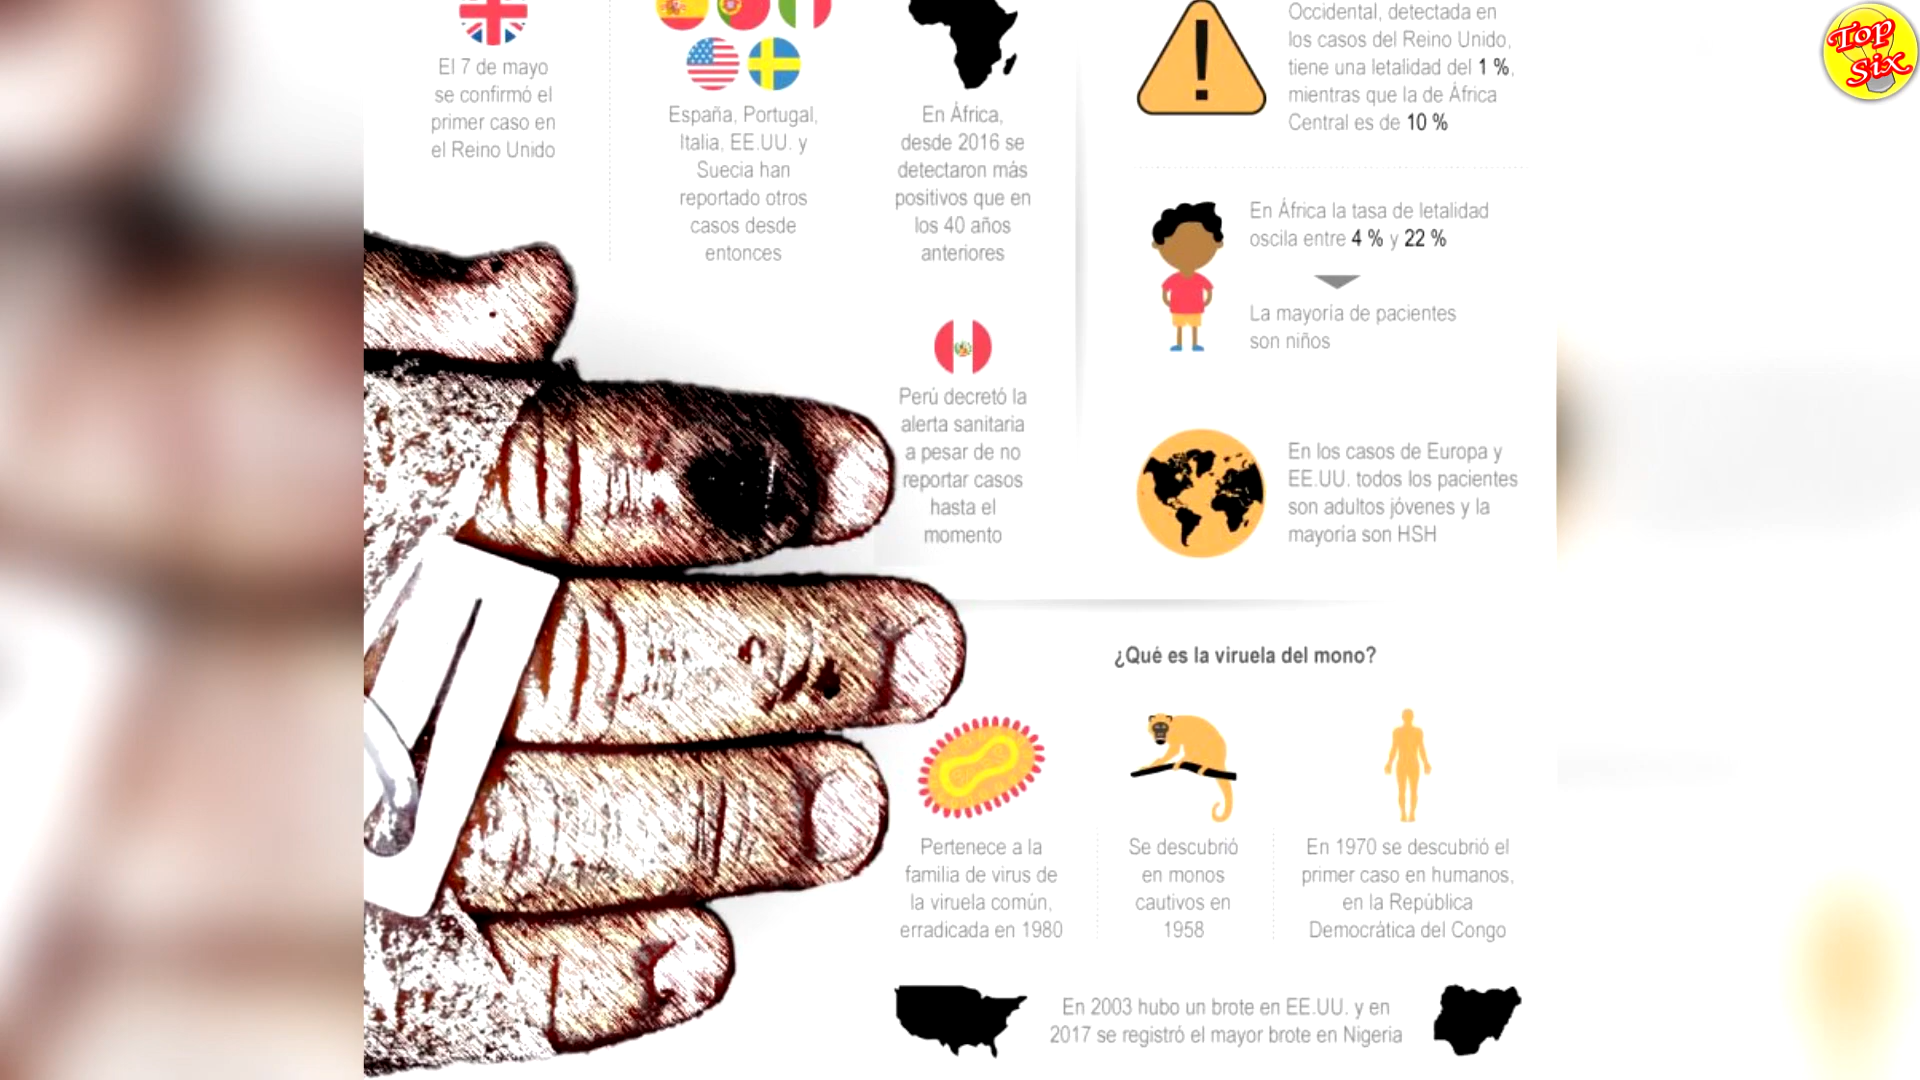 El 7 de mayo
se confirmó el
primer caso en
el Reino Unido
España, Portugal,
Italia, EE.UU. y
Suecia han
reportado otros
casos desde
entonces
En África,
desde 2016 se
detectaron más
positivos que en
los 40 años
anteriores
Perú decretó la
alerta sanitaria
a pesar de no
reportar casos
hasta el
momento
Occidental, detectada en
los casos del Reino Unido,
tiene una letalidad del 1 %,
mientras que la de África
Central es de 10 %
En África la tasa de letalidad
oscila entre 4 % y 22 %
La mayoría de pacientes
son niños
En los casos de Europa y
EE.UU. todos los pacientes
son adultos jóvenes y la
mayoría son HSH
¿Qué es la viruela del mono?
Pertenece a la
familia de virus de
la viruela común,
erradicada en 1980
Se descubrió
en monos
cautivos en
1958
En 1970 se descubrió el
primer caso en humanos,
en la República
Democrática del Congo
En 2003 hubo un brote en EE.UU. y en
2017 se registró el mayor brote en Nigeria
Top
Six